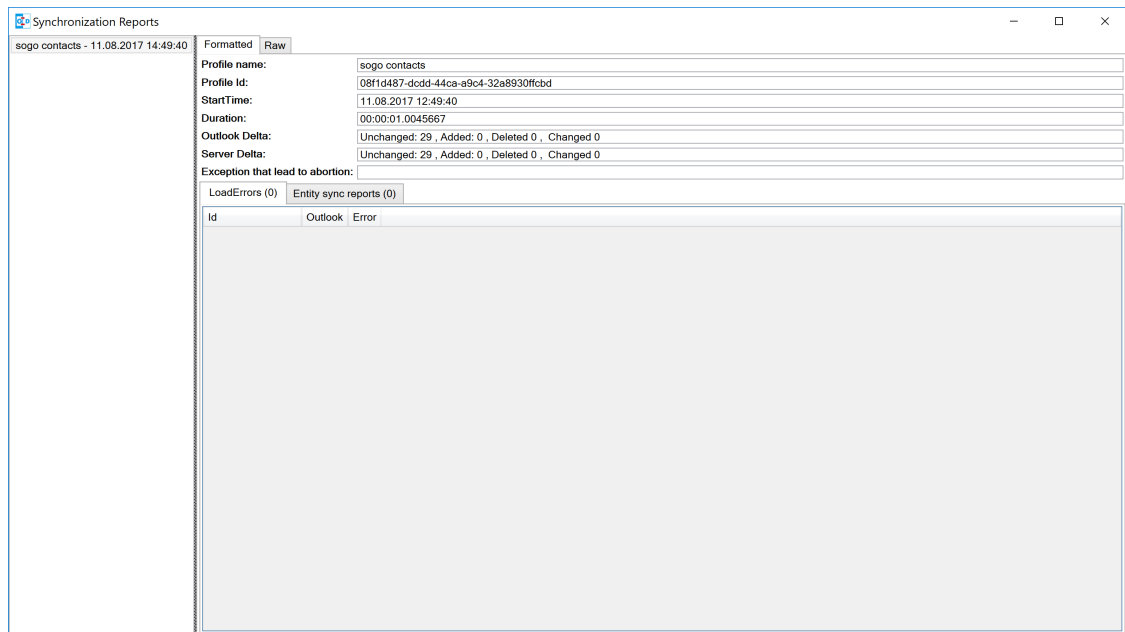 Synchronization Reports
sogo contacts - 11.08.2017 14:49:40
Formatted Raw
Profile name: sogo contacts
Profile Id: 08f1d487-dcdd-44ca-a9c4-32a8930ffcbd
StartTime: 11.08.2017 12:49:40
Duration: 00:00:01.0045667
Outlook Delta: Unchanged: 29 , Added: 0 , Deleted 0 , Changed 0
Server Delta: Unchanged: 29 , Added: 0 , Deleted 0 , Changed 0
Exception that lead to abortion:
LoadErrors (0) Entity sync reports (0)
Id Outlook Error